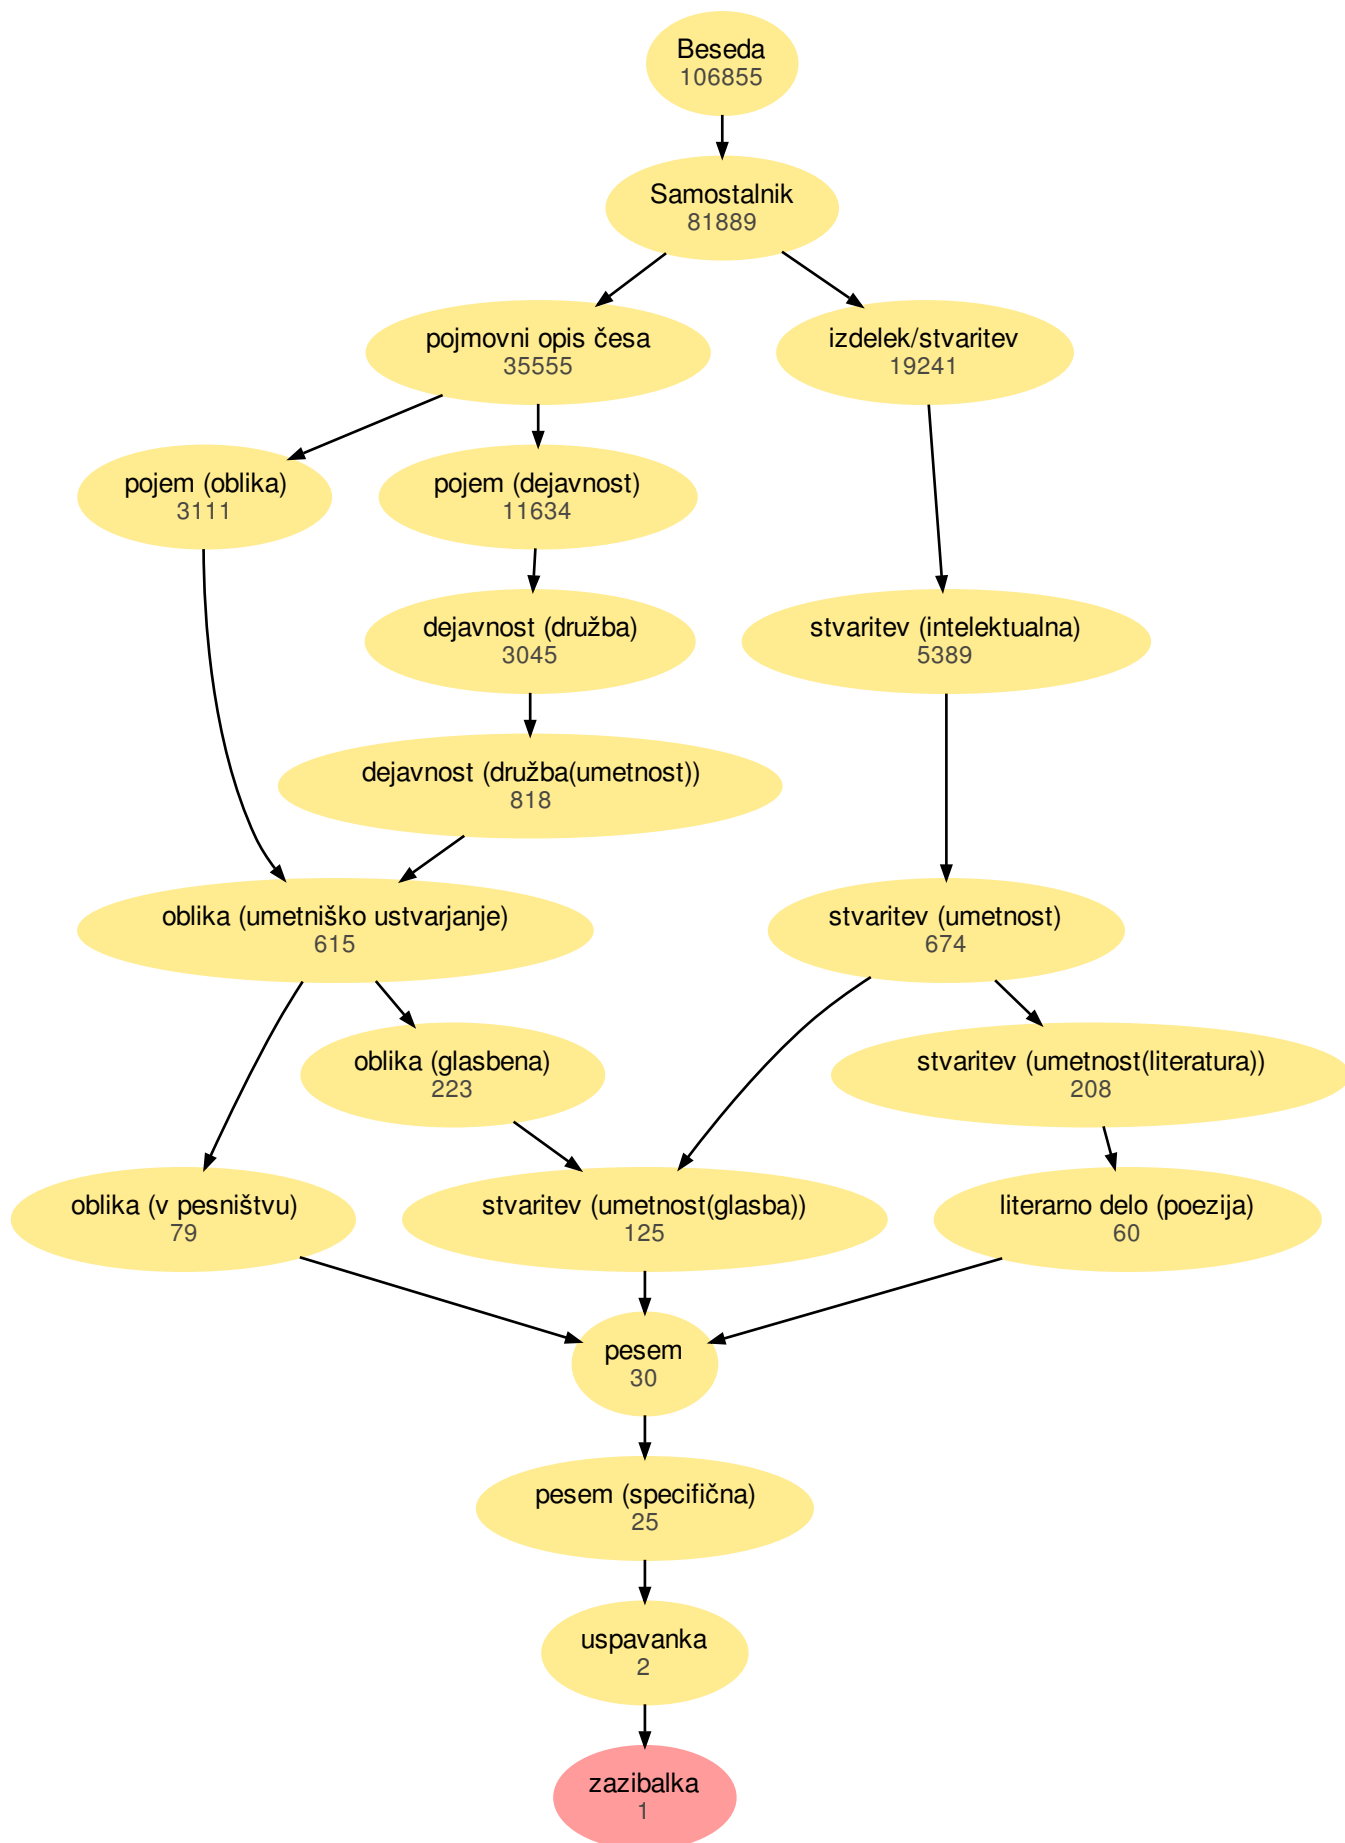 Beseda
106855
Samostalnik
81889
pojmovni opis česa
35555
izdelek/stvaritev
19241
pojem (oblika)
3111
pojem (dejavnost)
11634
dejavnost (družba)
3045
stvaritev (intelektualna)
5389
dejavnost (družba(umetnost))
818
oblika (umetniško ustvarjanje)
615
stvaritev (umetnost)
674
oblika (glasbena)
223
stvaritev (umetnost(literatura))
208
oblika (v pesništvu)
79
stvaritev (umetnost(glasba))
125
literarno delo (poezija)
60
pesem
30
pesem (specifična)
25
uspavanka
2
zazibalka
1